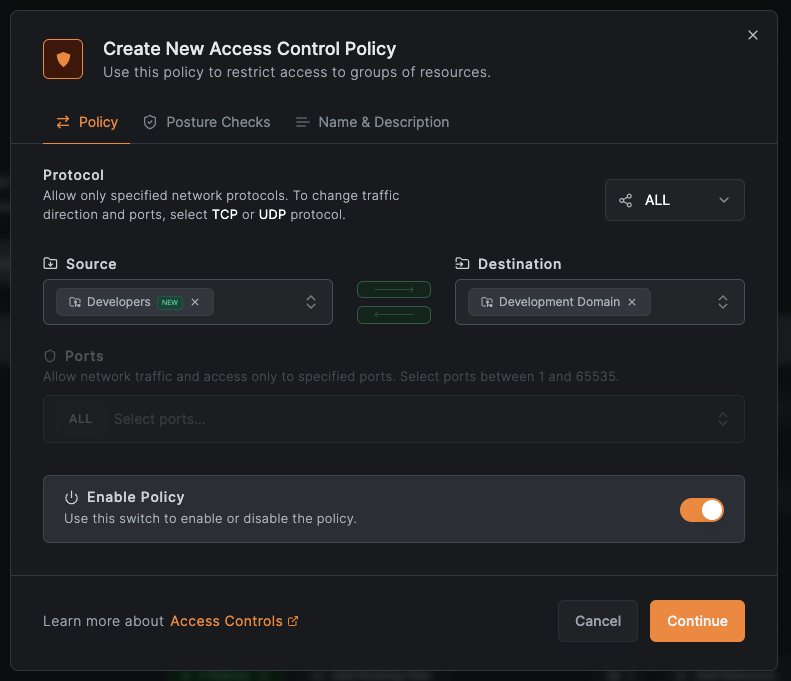 Create New Access Control Policy
Use this policy to restrict access to groups of resources.
Policy
Posture Checks
Name & Description
Protocol
Allow only specified network protocols. To change traffic
direction and ports, select TCP or UDP protocol.
ALL
Source
Destination
Developers NEW
Development Domain
Ports
Allow network traffic and access only to specified ports. Select ports between 1 and 65535.
ALL Select ports...
Enable Policy
Use this switch to enable or disable the policy.
Learn more about Access Controls
Cancel
Continue